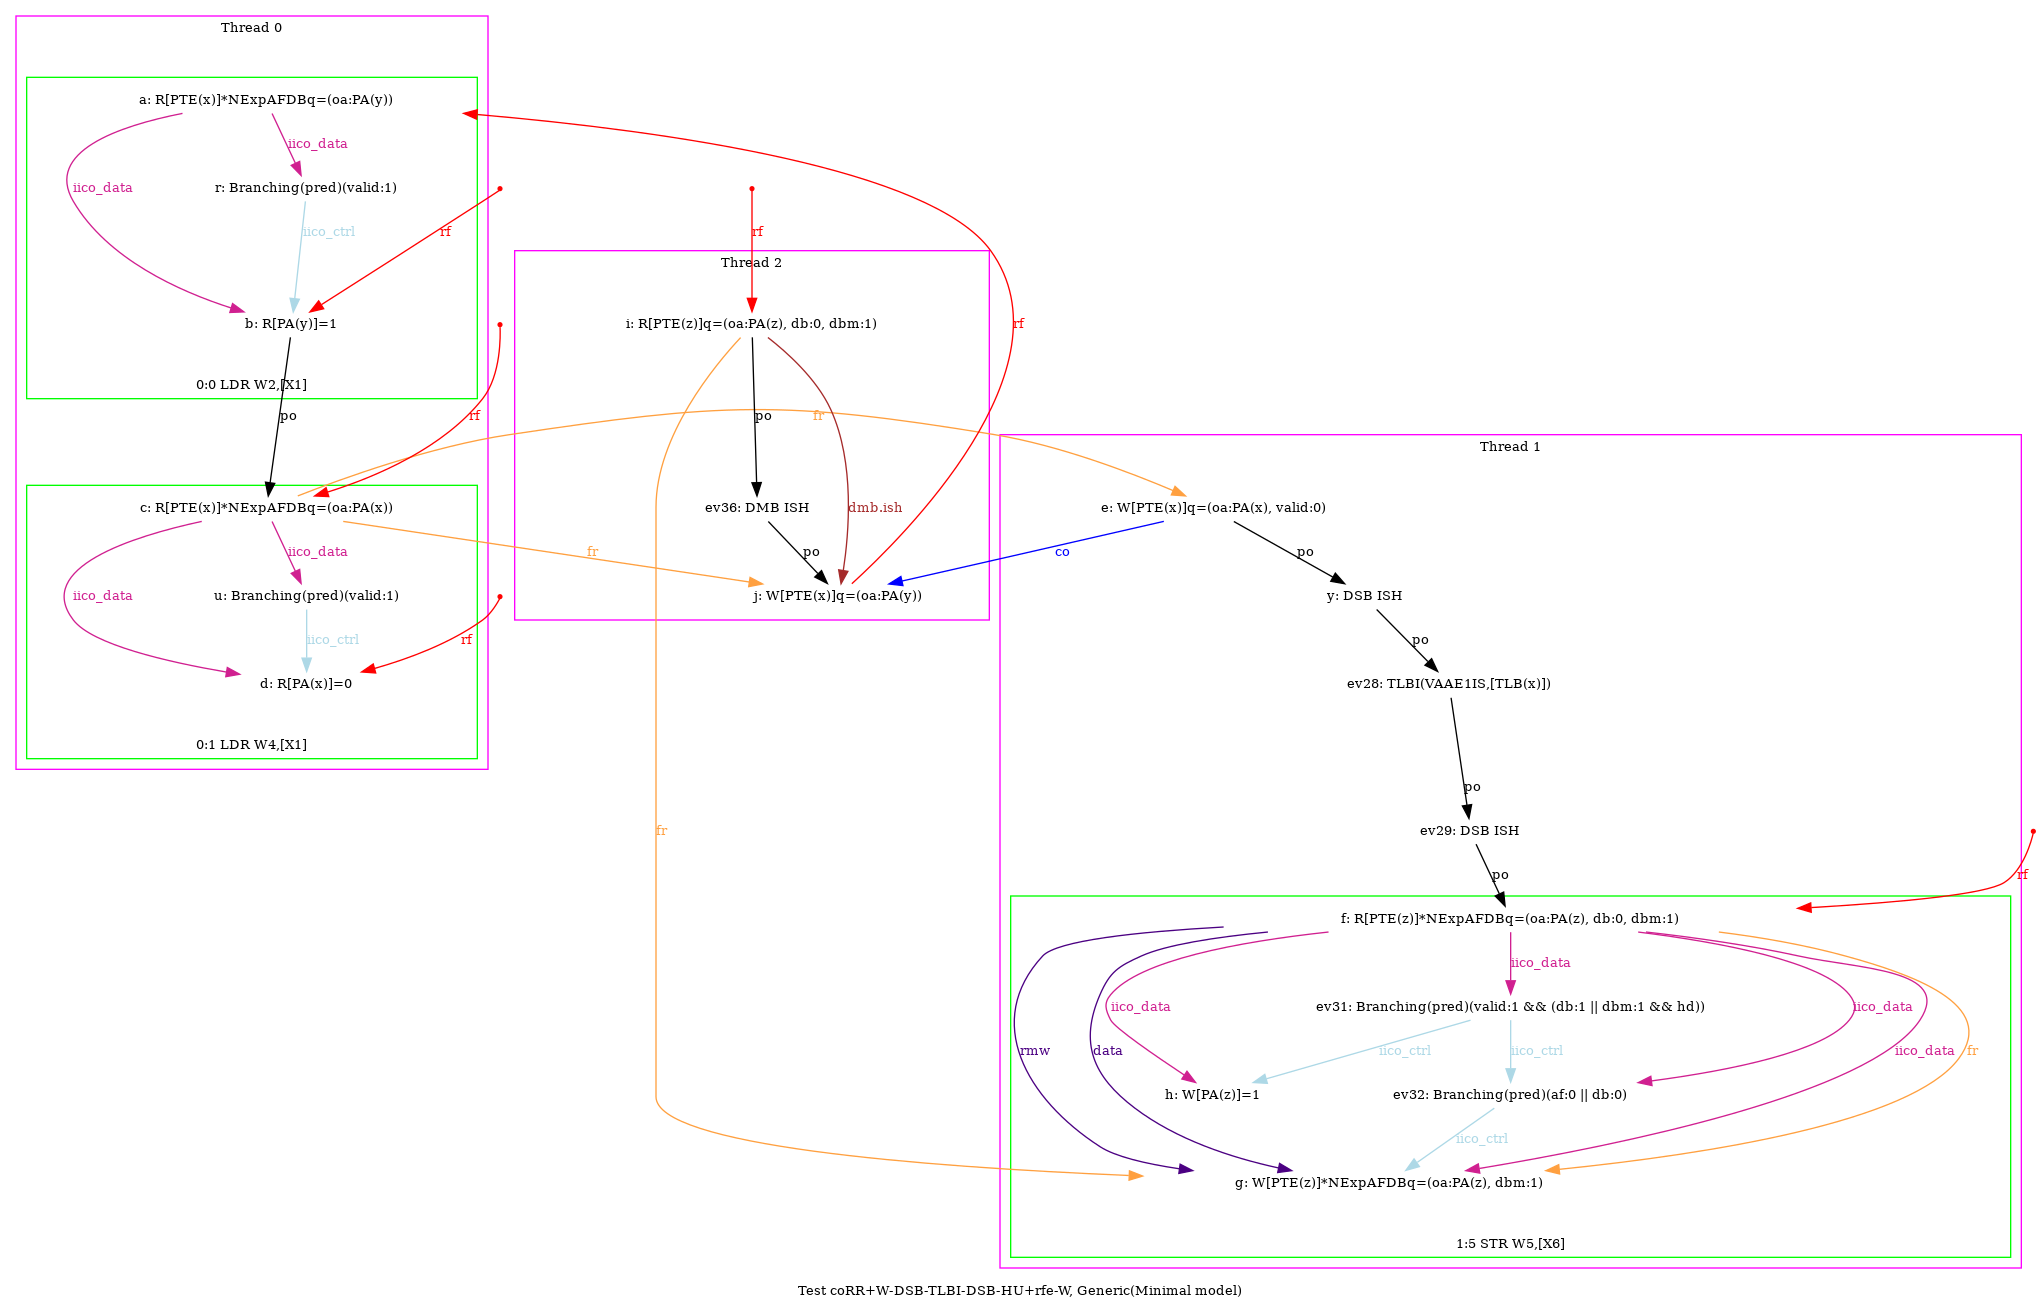 Thread 0
a: R[PTE(x)]*NExpAFDBq=(oa:PA(y))
iico_data
iico_data
r: Branching(pred)(valid:1)
iico_ctrl
rf
rf
b: R[PA(y)]=1
0:0 LDR W2,[X1]
po
rf
c: R[PTE(x)]*NExpAFDBq=(oa:PA(x))
iico_data
iico_data
u: Branching(pred)(valid:1)
iico_ctrl
rf
d: R[PA(x)]=0
0:1 LDR W4,[X1]
Thread 2
i: R[PTE(z)]q=(oa:PA(z), db:0, dbm:1)
rf
po
fr
ev36: DMB ISH
dmb.ish
fr
po
j: W[PTE(x)]q=(oa:PA(y))
fr
Thread 1
e: W[PTE(x)]q=(oa:PA(x), valid:0)
co
po
y: DSB ISH
po
ev28: TLBI(VAAE1IS,[TLB(x)])
po
ev29: DSB ISH
po
rf
f: R[PTE(z)]*NExpAFDBq=(oa:PA(z), db:0, dbm:1)
iico_data
iico_data
ev31: Branching(pred)(valid:1 && (db:1 || dbm:1 && hd))
iico_data
rmw
data
iico_ctrl
iico_ctrl
iico_data
fr
h: W[PA(z)]=1
ev32: Branching(pred)(af:0 || db:0)
iico_ctrl
g: W[PTE(z)]*NExpAFDBq=(oa:PA(z), dbm:1)
1:5 STR W5,[X6]
Test coRR+W-DSB-TLBI-DSB-HU+rfe-W, Generic(Minimal model)